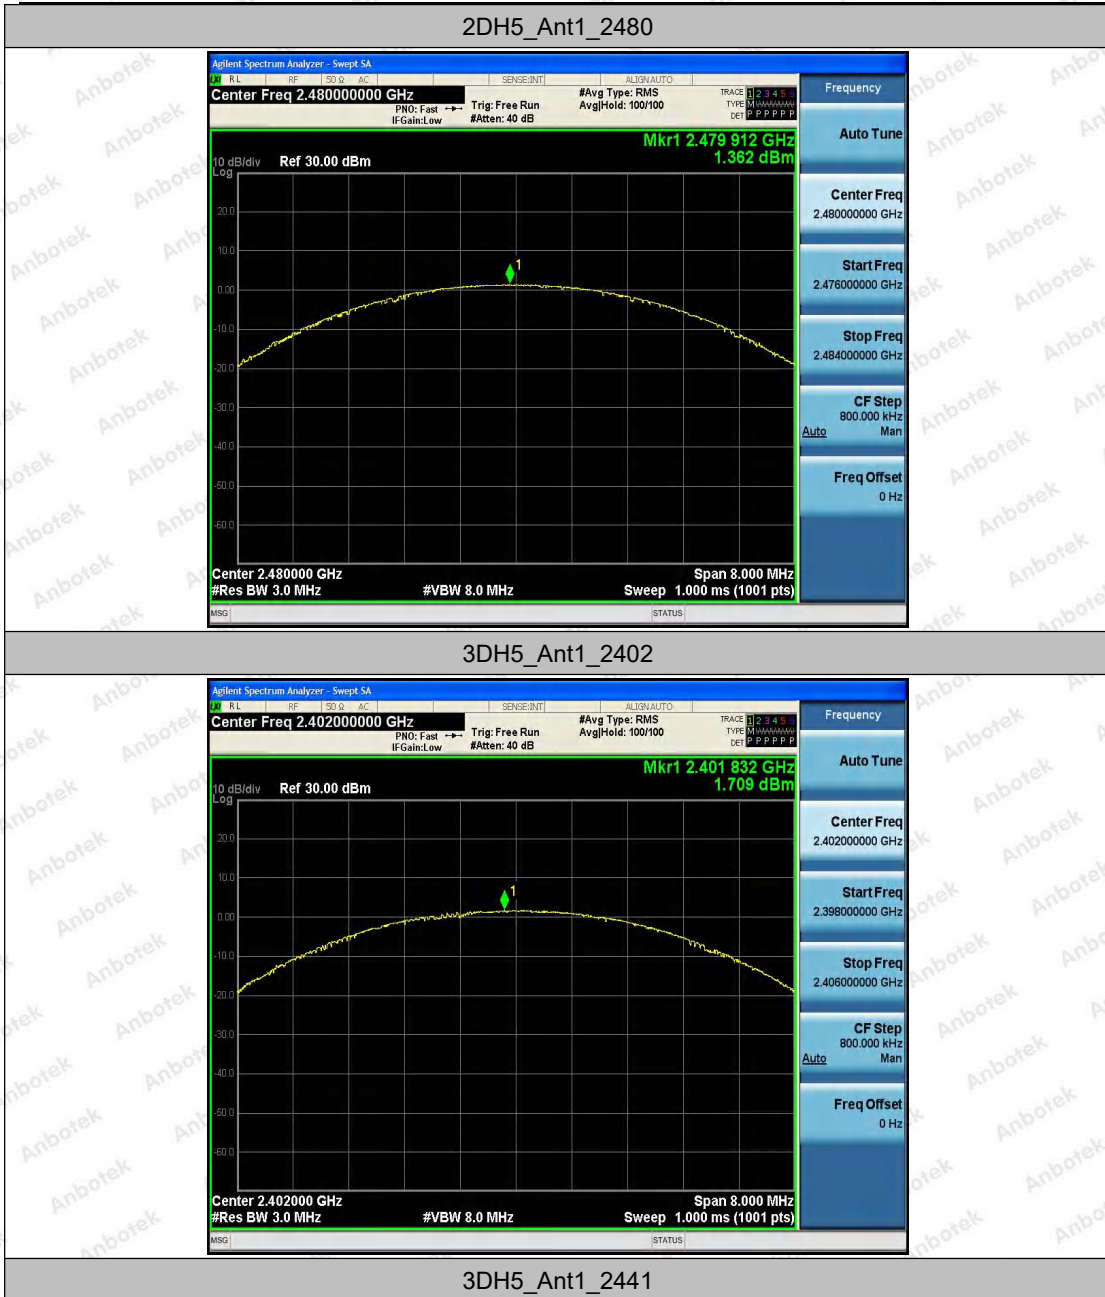 2DH5_Ant1_2480
Agilent Spectrum Analyzer - Swept SA
RL RF 50 Ω AC SENSE:INT ALIGN AUTO
Center Freq 2.480000000 GHz
PNO: Fast
IFGain:Low
Trig: Free Run
#Atten: 40 dB
#Avg Type: RMS
Avg|Hold: 100/100
TRACE 1 2 3 4 5 6
TYPE M
DET P P P P P P
Mkr1 2.479 912 GHz
1.362 dBm
10 dB/div Ref 30.00 dBm
Log
20.0
10.0
0.00
-10.0
-20.0
-30.0
-40.0
-50.0
-60.0
1
Center 2.480000 GHz Span 8.000 MHz
#Res BW 3.0 MHz #VBW 8.0 MHz Sweep 1.000 ms (1001 pts)
MSG STATUS
Frequency
Auto Tune
Center Freq
2.480000000 GHz
Start Freq
2.476000000 GHz
Stop Freq
2.484000000 GHz
CF Step
800.000 kHz
Auto Man
Freq Offset
0 Hz
3DH5_Ant1_2402
Agilent Spectrum Analyzer - Swept SA
RL RF 50 Ω AC SENSE:INT ALIGN AUTO
Center Freq 2.402000000 GHz
PNO: Fast
IFGain:Low
Trig: Free Run
#Atten: 40 dB
#Avg Type: RMS
Avg|Hold: 100/100
TRACE 1 2 3 4 5 6
TYPE M
DET P P P P P P
Mkr1 2.401 832 GHz
1.709 dBm
10 dB/div Ref 30.00 dBm
Log
20.0
10.0
0.00
-10.0
-20.0
-30.0
-40.0
-50.0
-60.0
1
Center 2.402000 GHz Span 8.000 MHz
#Res BW 3.0 MHz #VBW 8.0 MHz Sweep 1.000 ms (1001 pts)
MSG STATUS
Frequency
Auto Tune
Center Freq
2.402000000 GHz
Start Freq
2.398000000 GHz
Stop Freq
2.406000000 GHz
CF Step
800.000 kHz
Auto Man
Freq Offset
0 Hz
3DH5_Ant1_2441